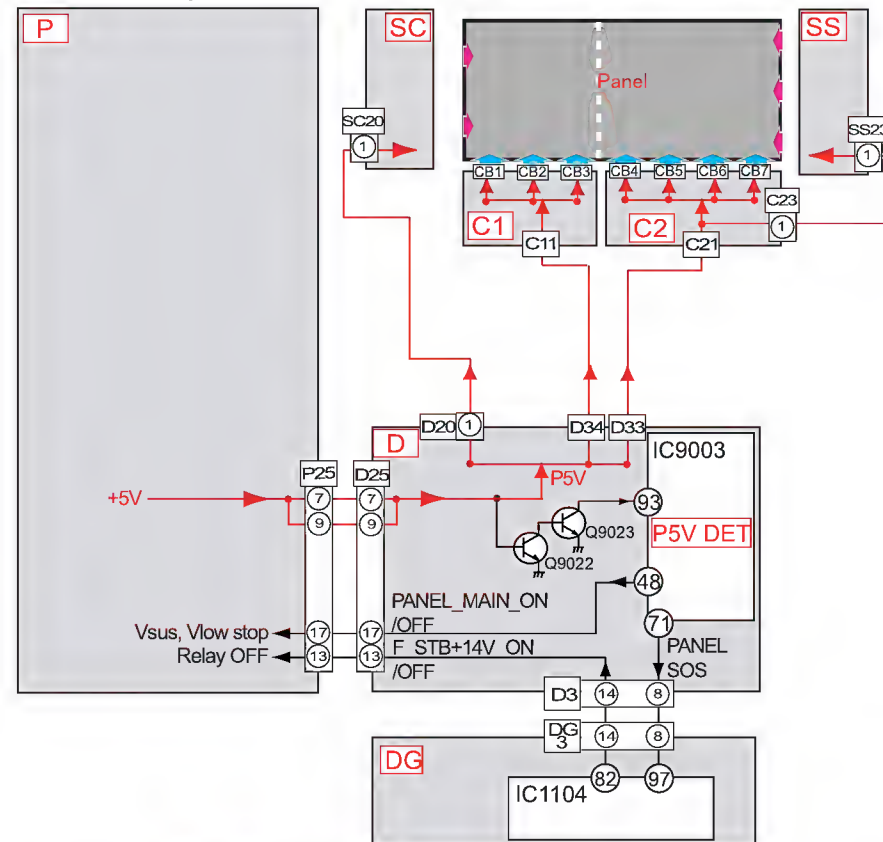 P
SC
SS
Panel
SC20
1
SS23
1
CB1
CB2
CB3
CB4
CB5
CB6
CB7
C23
1
C1
C11
C2
C21
D20
1
D34
D33
D
IC9003
P5V
P25
D25
+5V
7
7
9
9
93
Q9023
P5V DET
Q9022
48
PANEL_MAIN_ON
/OFF
71
Vsus, Vlow stop
17
17
PANEL
SOS
Relay OFF
13
13
F_STB+14V_ON
/OFF
D3
14
8
DG
3
14
8
DG
IC1104
82
97